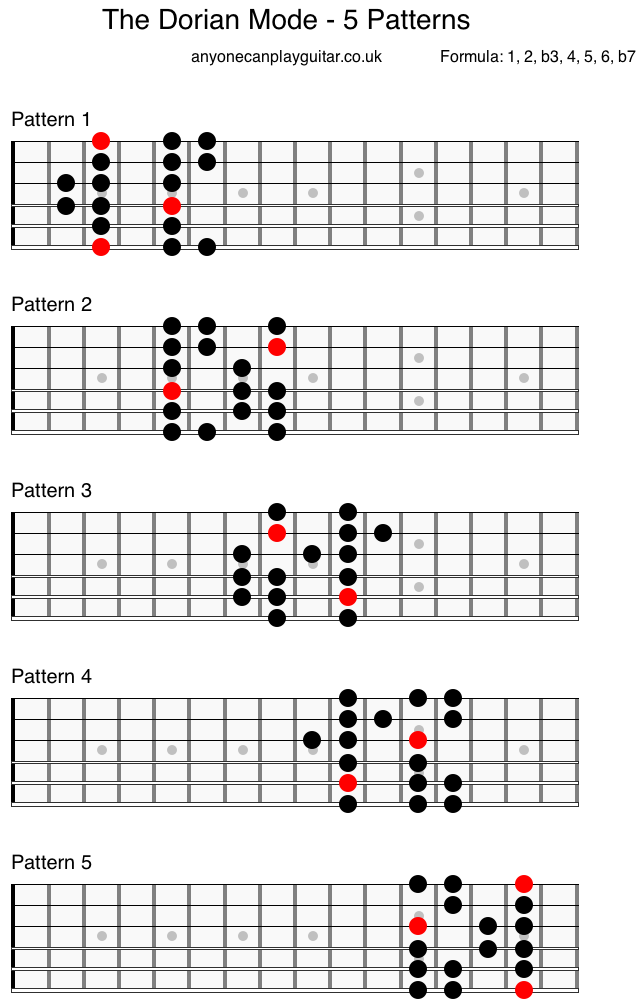 The Dorian Mode - 5 Patterns
anyonecanplayguitar.co.uk
Formula: 1, 2, b3, 4, 5, 6, b7
Pattern 1
Pattern 2
Pattern 3
Pattern 4
Pattern 5